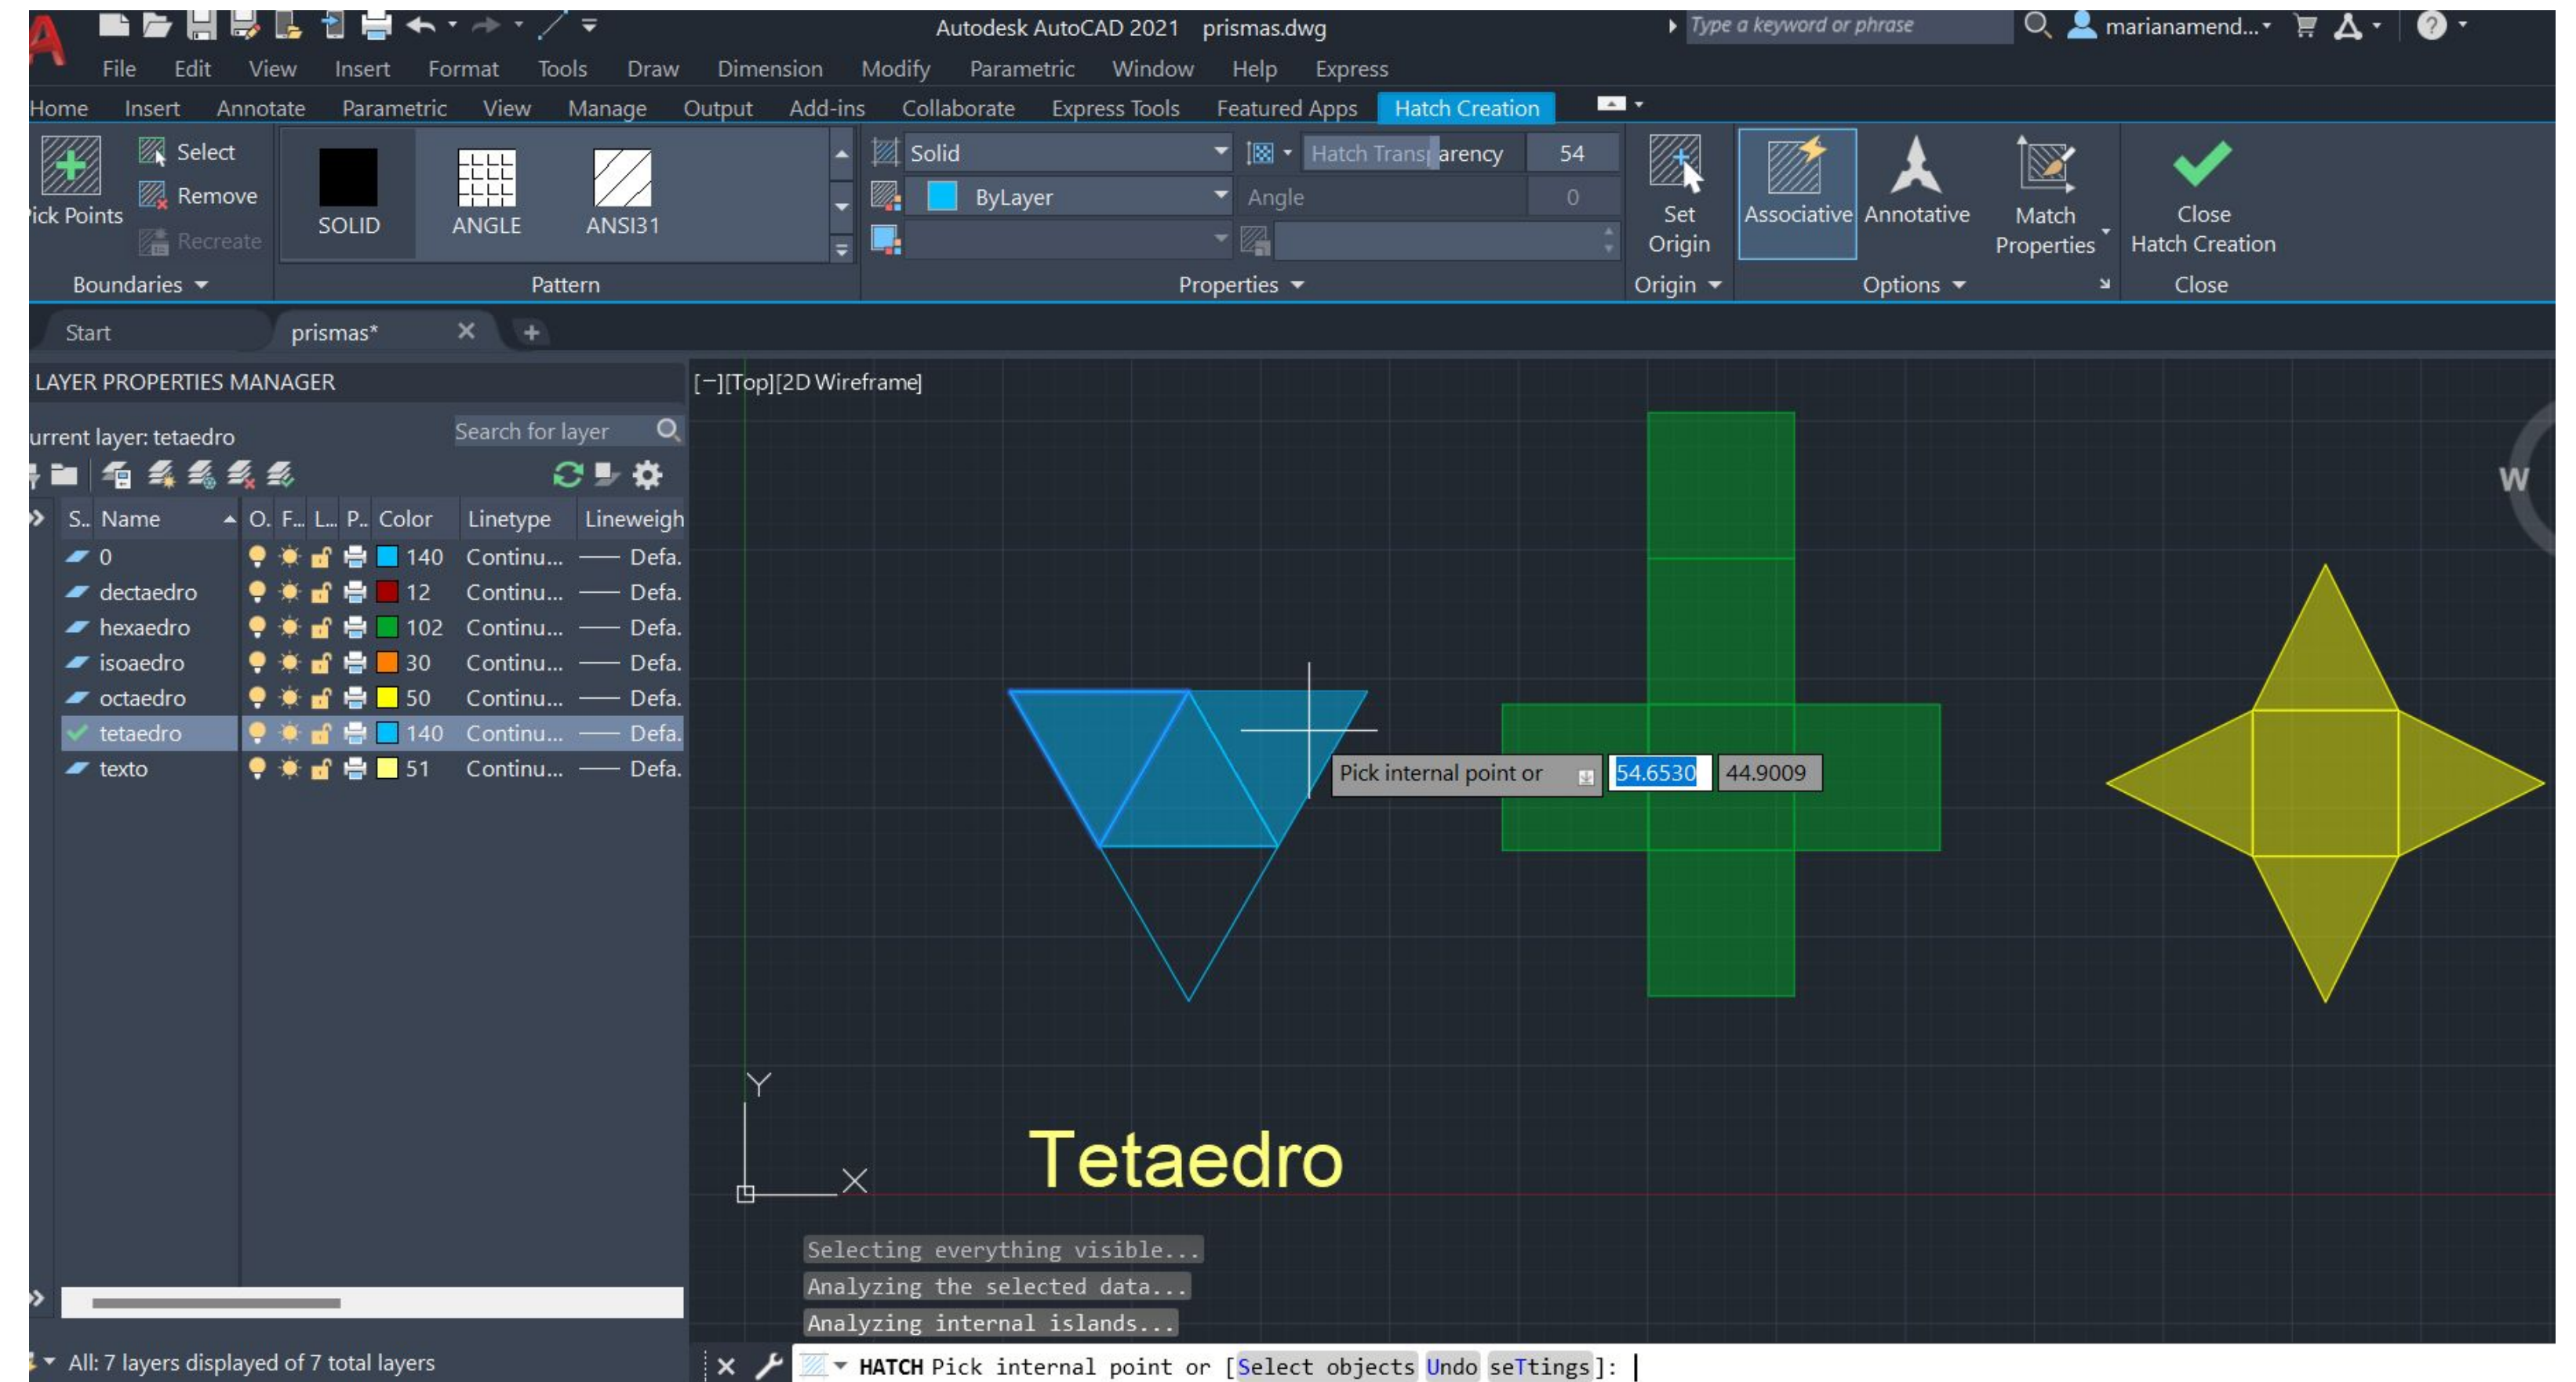 Autodesk AutoCAD 2021 prismas.dwg Type a keyword or phrase marianamend...
File Edit View Insert Format Tools Draw Dimension Modify Parametric Window Help Express
Home Insert Annotate Parametric View Manage Output Add-ins Collaborate Express Tools Featured Apps Hatch Creation
Select
Remove
Recreate
ick Points
Boundaries
SOLID ANGLE ANSI31
Pattern
Solid Hatch Transparency 54
ByLayer Angle 0
Properties
Set
Origin
Origin
Associative Annotative Match
Properties
Options
Close
Hatch Creation
Close
Start prismas*
LAYER PROPERTIES MANAGER
urrent layer: tetaedro Search for layer
S.. Name O. F... L... P.. Color Linetype Lineweigh
0 140 Continu... Defa.
dectaedro 12 Continu... Defa.
hexaedro 102 Continu... Defa.
isoaedro 30 Continu... Defa.
octaedro 50 Continu... Defa.
tetaedro 140 Continu... Defa.
texto 51 Continu... Defa.
All: 7 layers displayed of 7 total layers
[−][Top][2D Wireframe]
W
Pick internal point or 54.6530 44.9009
Y
X
Tetaedro
Selecting everything visible...
Analyzing the selected data...
Analyzing internal islands...
HATCH Pick internal point or [Select objects Undo seTtings]: